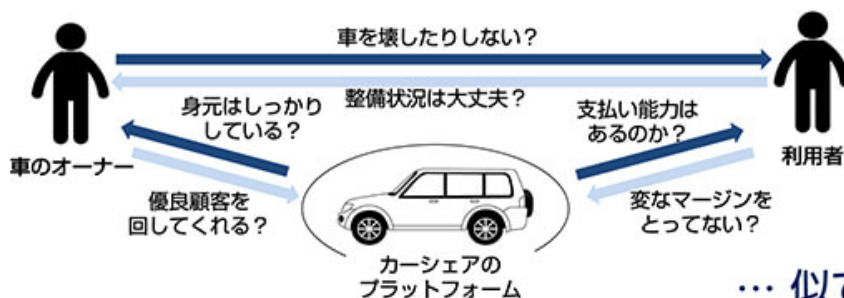 車を壊したりしない？
整備状況は大丈夫？
身元はしっかり
している？
支払い能力は
あるのか？
車のオーナー
利用者
優良顧客を
回してくれる？
変なマージンを
とってない？
カーシェアの
プラットフォーム
… 似て